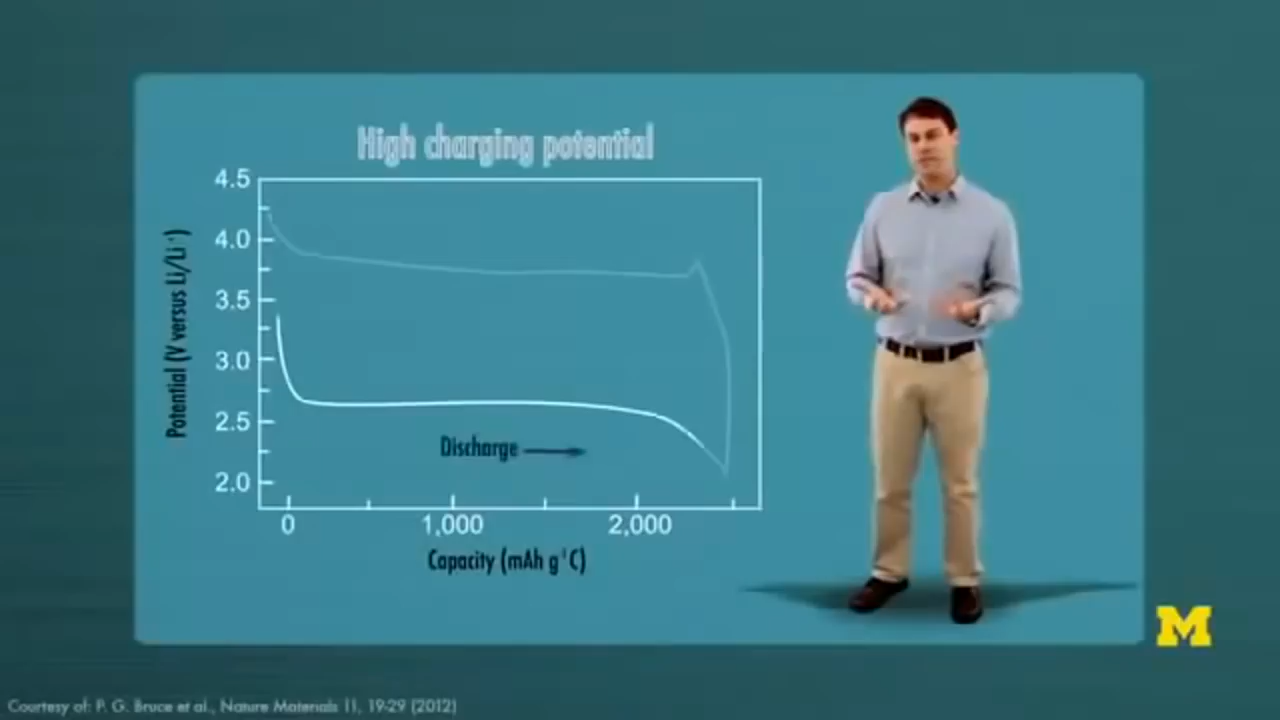 High charging potential
4.5
4.0
3.5
3.0
2.5
2.0
Potential (V versus Li/Li⁺)
Discharge
0 1,000 2,000
Capacity (mAh g⁻¹C)
M
Courtesy of: P. G. Bruce et al., Nature Materials 11, 19-29 (2012)